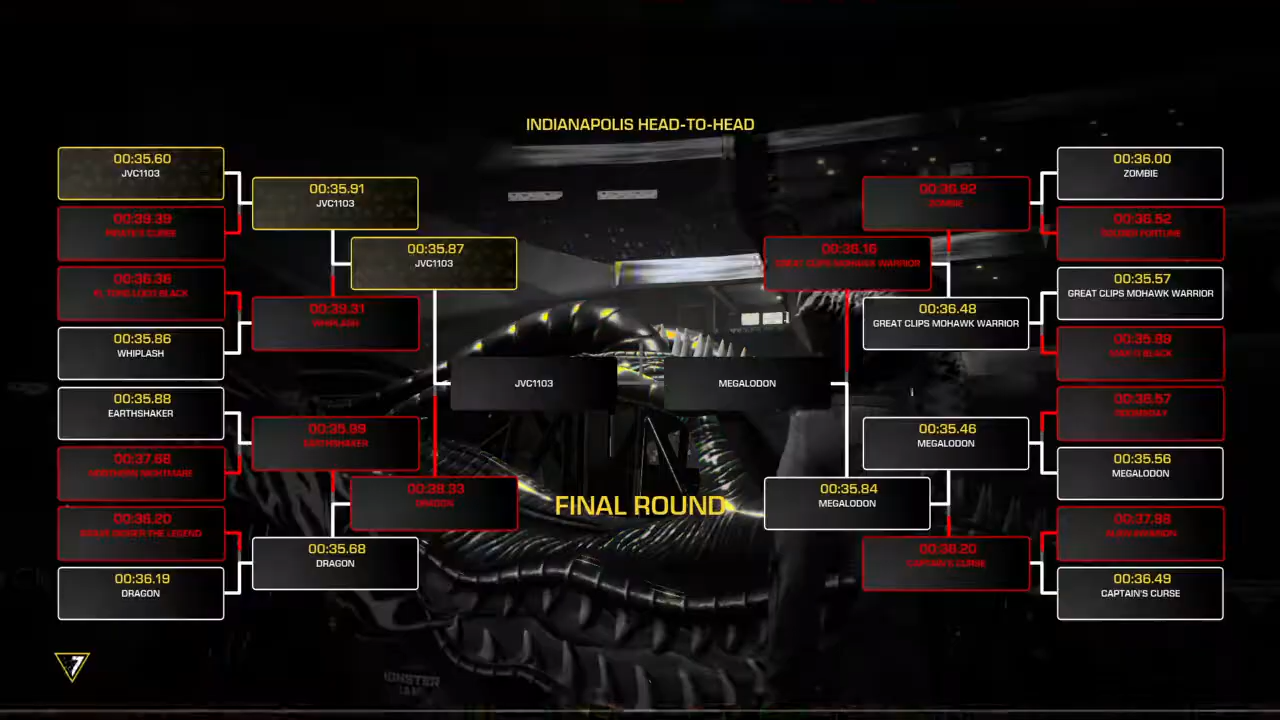 INDIANAPOLIS HEAD-TO-HEAD
00:35.60
JVC1103
00:39.39
PIRATE'S CURSE
00:36.36
EL TORO LOCO BLACK
00:35.86
WHIPLASH
00:35.88
EARTHSHAKER
00:37.68
NORTHERN NIGHTMARE
00:36.20
GRAVE DIGGER THE LEGEND
00:36.19
DRAGON
00:35.91
JVC1103
00:39.31
WHIPLASH
00:35.99
EARTHSHAKER
00:35.68
DRAGON
00:35.87
JVC1103
00:39.33
DRAGON
JVC1103
MEGALODON
FINAL ROUND
00:36.16
GREAT CLIPS MOHAWK WARRIOR
00:35.84
MEGALODON
00:36.92
ZOMBIE
00:36.48
GREAT CLIPS MOHAWK WARRIOR
00:35.46
MEGALODON
00:36.20
CAPTAIN'S CURSE
00:36.00
ZOMBIE
00:36.52
SOLDIER FORTUNE
00:35.57
GREAT CLIPS MOHAWK WARRIOR
00:35.89
MAX-D BLACK
00:36.57
DOOMSDAY
00:35.56
MEGALODON
00:37.98
ALIEN INVASION
00:36.49
CAPTAIN'S CURSE
7
MONSTER